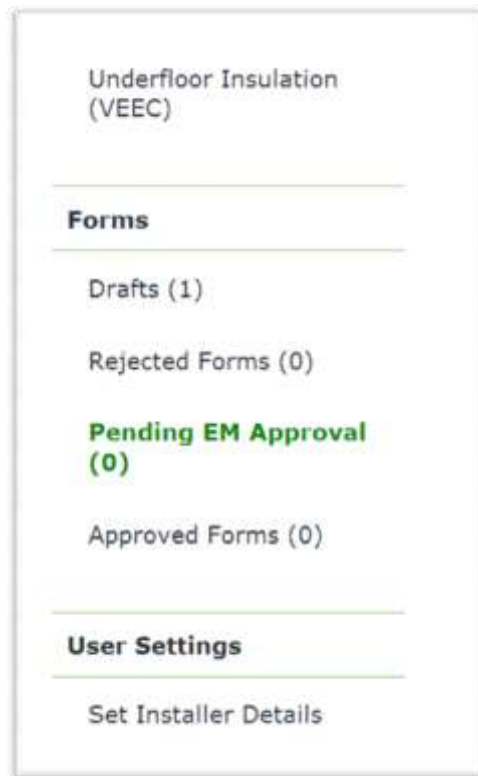 Underfloor Insulation
(VEEC)
Forms
Drafts (1)
Rejected Forms (0)
Pending EM Approval
(0)
Approved Forms (0)
User Settings
Set Installer Details